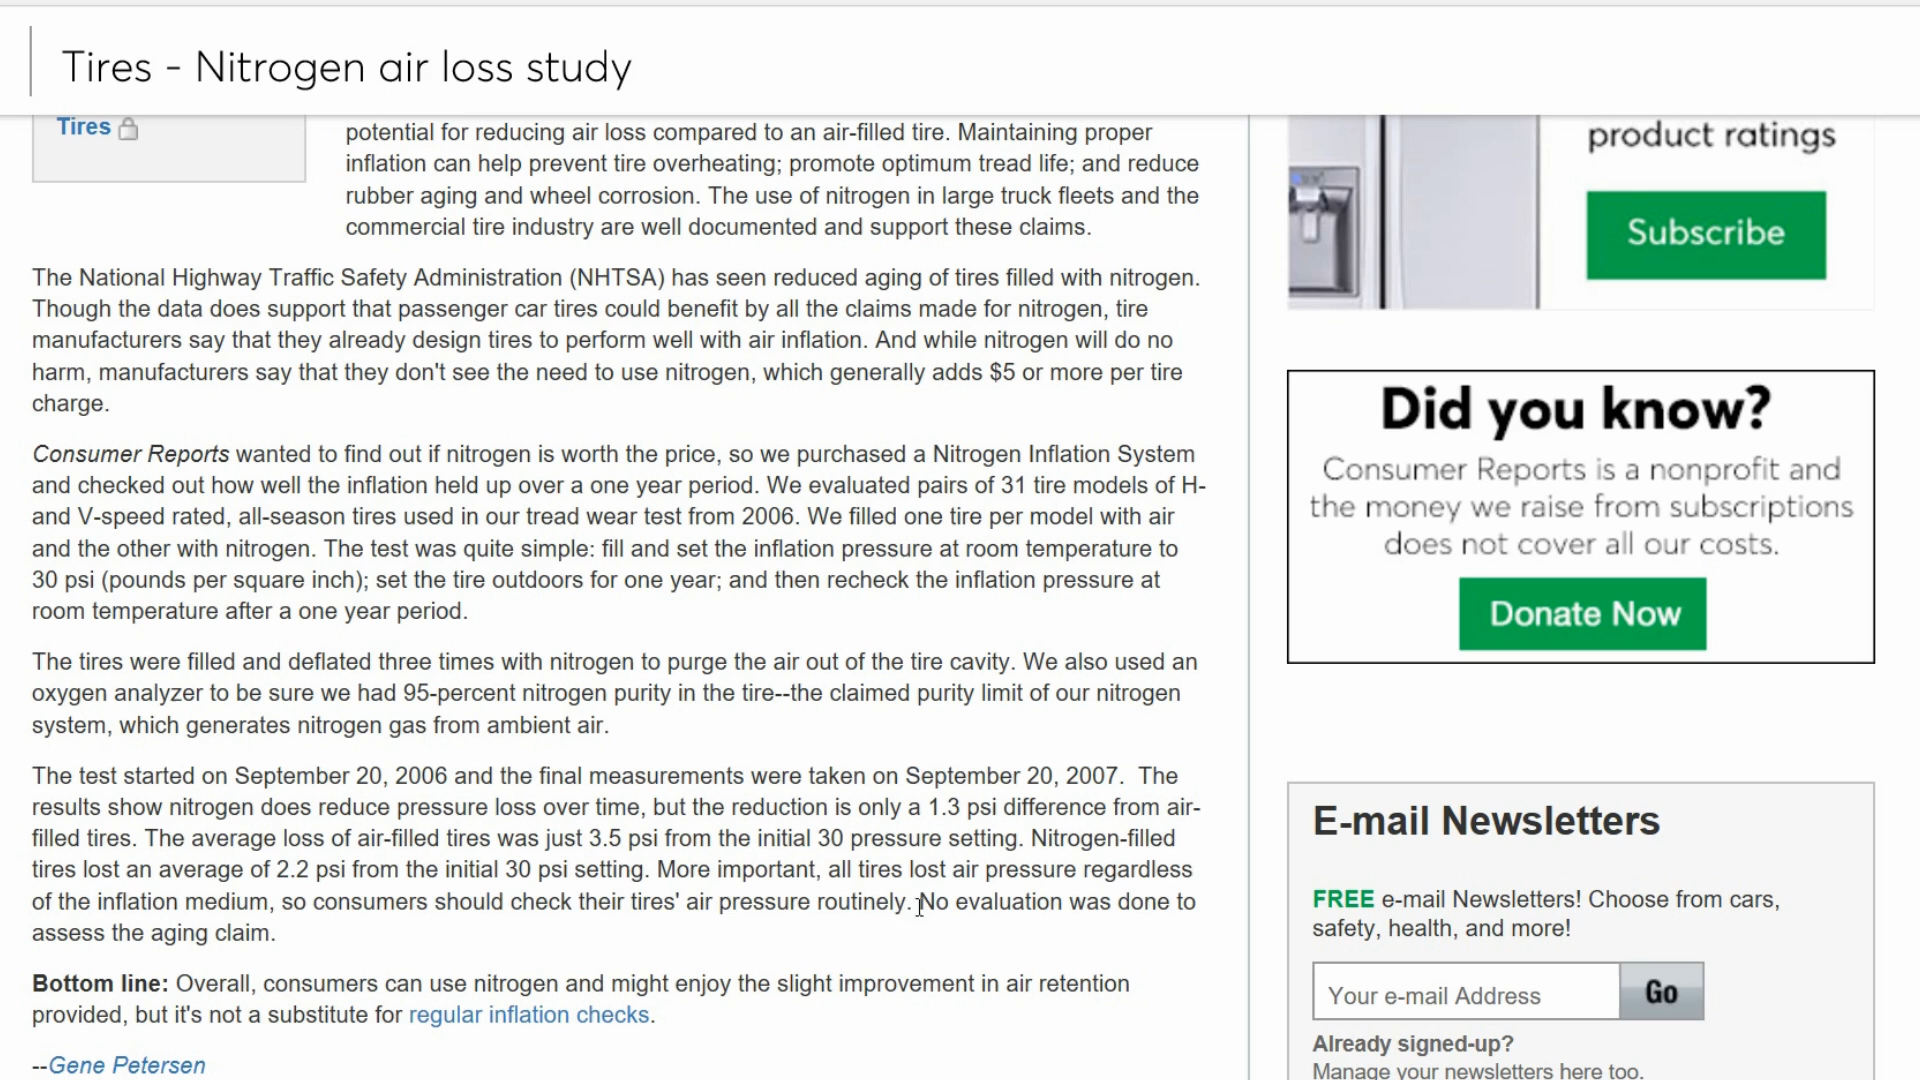 Tires - Nitrogen air loss study
Tires
potential for reducing air loss compared to an air-filled tire. Maintaining proper
inflation can help prevent tire overheating; promote optimum tread life; and reduce
rubber aging and wheel corrosion. The use of nitrogen in large truck fleets and the
commercial tire industry are well documented and support these claims.
The National Highway Traffic Safety Administration (NHTSA) has seen reduced aging of tires filled with nitrogen.
Though the data does support that passenger car tires could benefit by all the claims made for nitrogen, tire
manufacturers say that they already design tires to perform well with air inflation. And while nitrogen will do no
harm, manufacturers say that they don't see the need to use nitrogen, which generally adds $5 or more per tire
charge.
Consumer Reports wanted to find out if nitrogen is worth the price, so we purchased a Nitrogen Inflation System
and checked out how well the inflation held up over a one year period. We evaluated pairs of 31 tire models of H-
and V-speed rated, all-season tires used in our tread wear test from 2006. We filled one tire per model with air
and the other with nitrogen. The test was quite simple: fill and set the inflation pressure at room temperature to
30 psi (pounds per square inch); set the tire outdoors for one year; and then recheck the inflation pressure at
room temperature after a one year period.
The tires were filled and deflated three times with nitrogen to purge the air out of the tire cavity. We also used an
oxygen analyzer to be sure we had 95-percent nitrogen purity in the tire--the claimed purity limit of our nitrogen
system, which generates nitrogen gas from ambient air.
The test started on September 20, 2006 and the final measurements were taken on September 20, 2007.  The
results show nitrogen does reduce pressure loss over time, but the reduction is only a 1.3 psi difference from air-
filled tires. The average loss of air-filled tires was just 3.5 psi from the initial 30 pressure setting. Nitrogen-filled
tires lost an average of 2.2 psi from the initial 30 psi setting. More important, all tires lost air pressure regardless
of the inflation medium, so consumers should check their tires' air pressure routinely. No evaluation was done to
assess the aging claim.
Bottom line: Overall, consumers can use nitrogen and might enjoy the slight improvement in air retention
provided, but it's not a substitute for regular inflation checks.
--Gene Petersen
product ratings
Subscribe
Did you know?
Consumer Reports is a nonprofit and
the money we raise from subscriptions
does not cover all our costs.
Donate Now
E-mail Newsletters
FREE e-mail Newsletters! Choose from cars,
safety, health, and more!
Your e-mail Address
Go
Already signed-up?
Manage your newsletters here too.